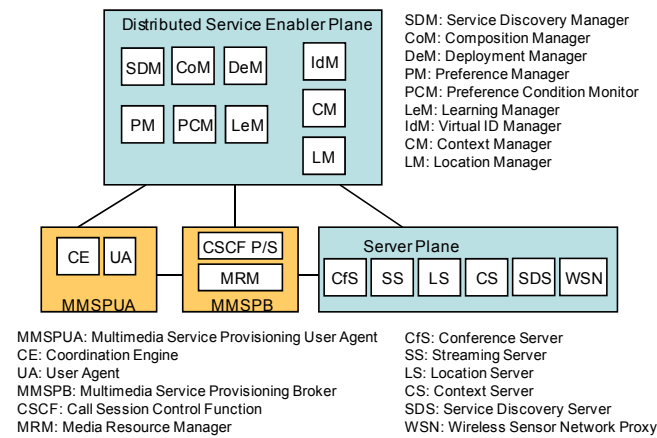 Distributed Service Enabler Plane
SDM CoM DeM IdM
PM PCM LeM CM
LM
SDM: Service Discovery Manager
CoM: Composition Manager
DeM: Deployment Manager
PM: Preference Manager
PCM: Preference Condition Monitor
LeM: Learning Manager
IdM: Virtual ID Manager
CM: Context Manager
LM: Location Manager
CE UA
MMSPUA
CSCF P/S
MRM
MMSPB
Server Plane
CfS SS LS CS SDS WSN
MMSPUA: Multimedia Service Provisioning User Agent
CE: Coordination Engine
UA: User Agent
MMSPB: Multimedia Service Provisioning Broker
CSCF: Call Session Control Function
MRM: Media Resource Manager
CfS: Conference Server
SS: Streaming Server
LS: Location Server
CS: Context Server
SDS: Service Discovery Server
WSN: Wireless Sensor Network Proxy